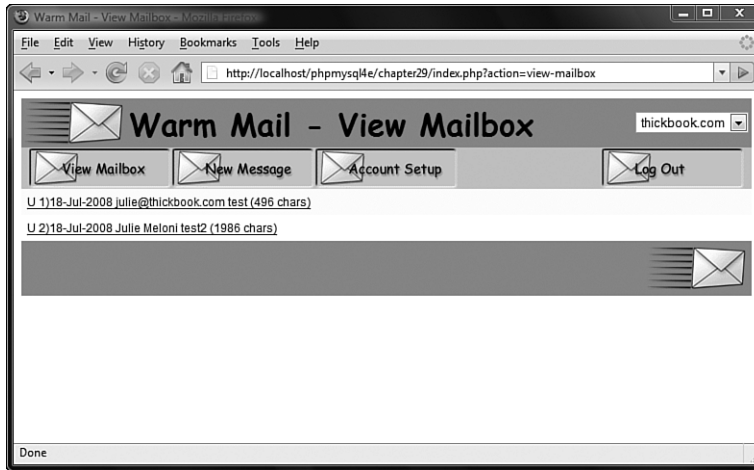 Warm Mail - View Mailbox - Mozilla Firefox
File Edit View History Bookmarks Tools Help
http://localhost/phpmysql4e/chapter29/index.php?action=view-mailbox
Warm Mail - View Mailbox
thickbook.com
View Mailbox New Message Account Setup Log Out
U 1)18-Jul-2008 julie@thickbook.com test (496 chars)
U 2)18-Jul-2008 Julie Meloni test2 (1986 chars)
Done